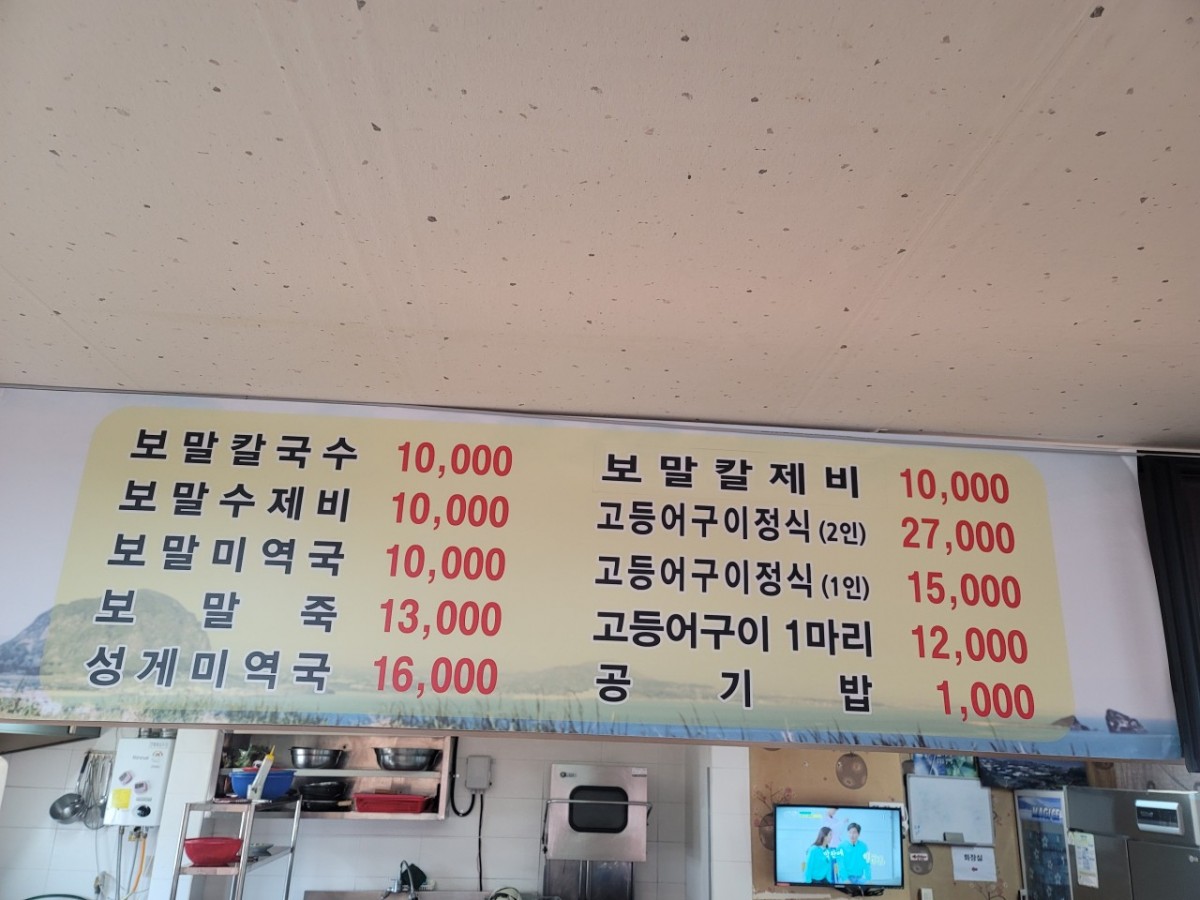 보말칼국수 10,000
보말수제비 10,000
보말미역국 10,000
보말죽 13,000
성게미역국 16,000
보말칼제비 10,000
고등어구이정식 (2인) 27,000
고등어구이정식 (1인) 15,000
고등어구이 1마리 12,000
공기밥 1,000
화장실